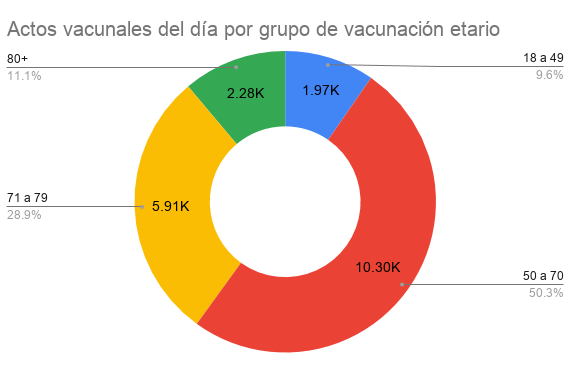 Actos vacunales del día por grupo de vacunación etario
80+
11.1%
18 a 49
9.6%
2.28K
1.97K
71 a 79
28.9%
5.91K
10.30K
50 a 70
50.3%